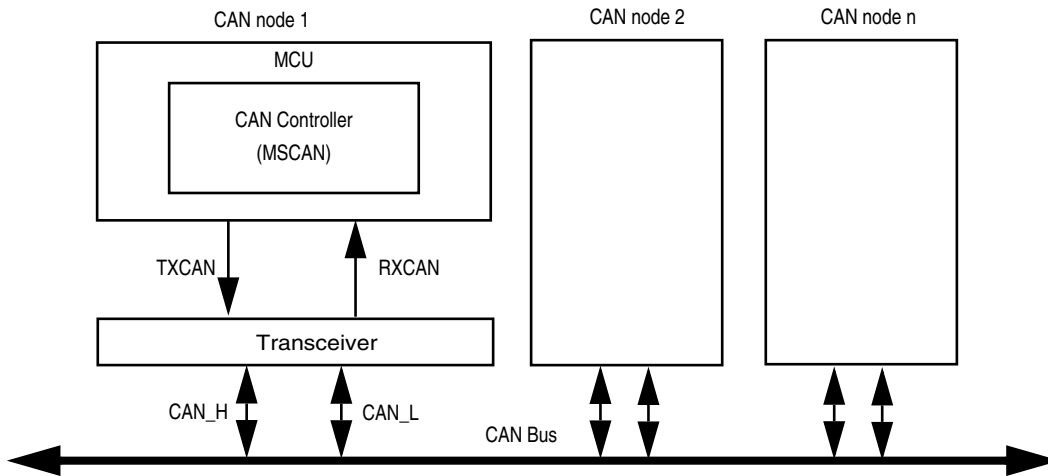 CAN node 1
CAN node 2
CAN node n
MCU
CAN Controller
(MSCAN)
TXCAN
RXCAN
Transceiver
CAN_H
CAN_L
CAN Bus